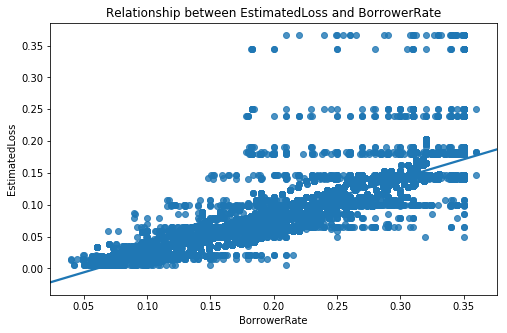 Relationship between EstimatedLoss and BorrowerRate
0.35
0.30
0.25
0.20
0.15
0.10
0.05
0.00
EstimatedLoss
0.05 0.10 0.15 0.20 0.25 0.30 0.35
BorrowerRate